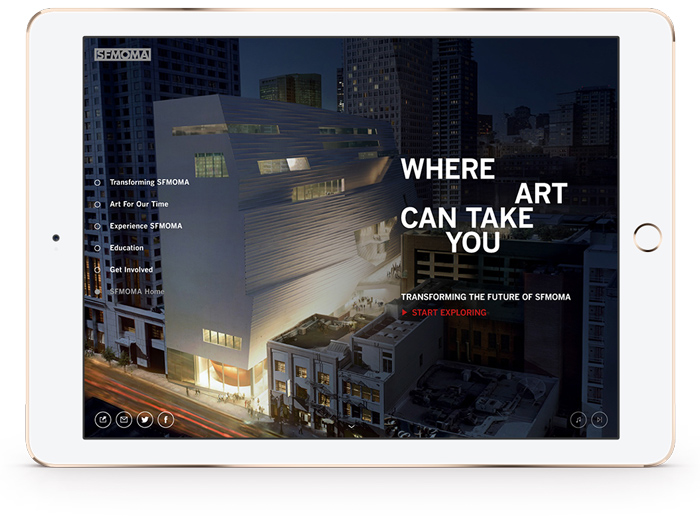 SFMOMA
WHERE
ART
CAN TAKE
YOU
TRANSFORMING THE FUTURE OF SFMOMA
START EXPLORING
Transforming SFMOMA
Art For Our Time
Experience SFMOMA
Education
Get Involved
SFMOMA Home